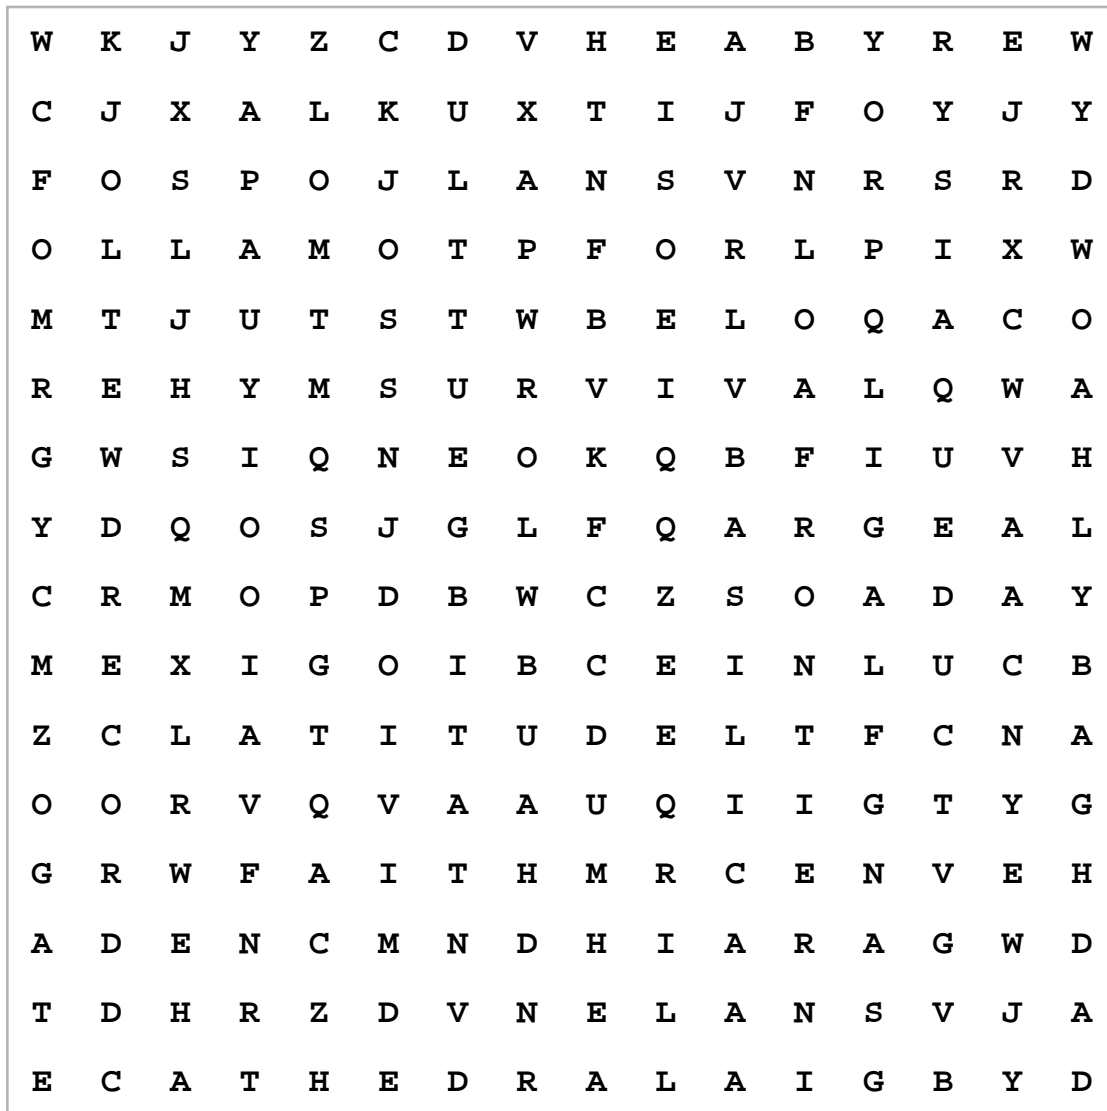 W K J Y Z C D V H E A B Y R E W
C J X A L K U X T I J F O Y J Y
F O S P O J L A N S V N R S R D
O L L A M O T P F O R L P I X W
M T J U T S T W B E L O Q A C O
R E H Y M S U R V I V A L Q W A
G W S I Q N E O K Q B F I U V H
Y D Q O S J G L F Q A R G E A L
C R M O P D B W C Z S O A D A Y
M E X I G O I B C E I N L U C B
Z C L A T I T U D E L T F C N A
O O R V Q V A A U Q I I G T Y G
G R W F A I T H M R C E N V E H
A D E N C M N D H I A R A G W D
T D H R Z D V N E L A N S V J A
E C A T H E D R A L A I G B Y D